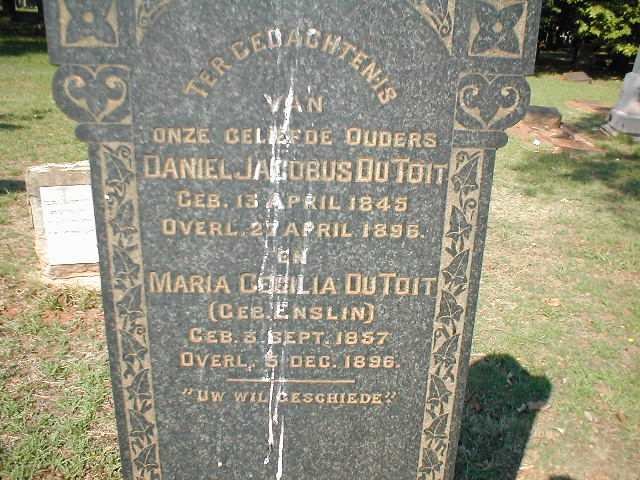 TER GEDACHTENIS
VAN
ONZE GELIEFDE OUDERS
DANIEL JACOBUS DU TOIT
GEB. 13 APRIL 1845
OVERL. 27 APRIL 1896.
EN
MARIA CECILIA DU TOIT
(GEB. ENSLIN)
GEB. 3 SEPT. 1857
OVERL. 5 DEC. 1896.
"UW WIL GESCHIEDE"